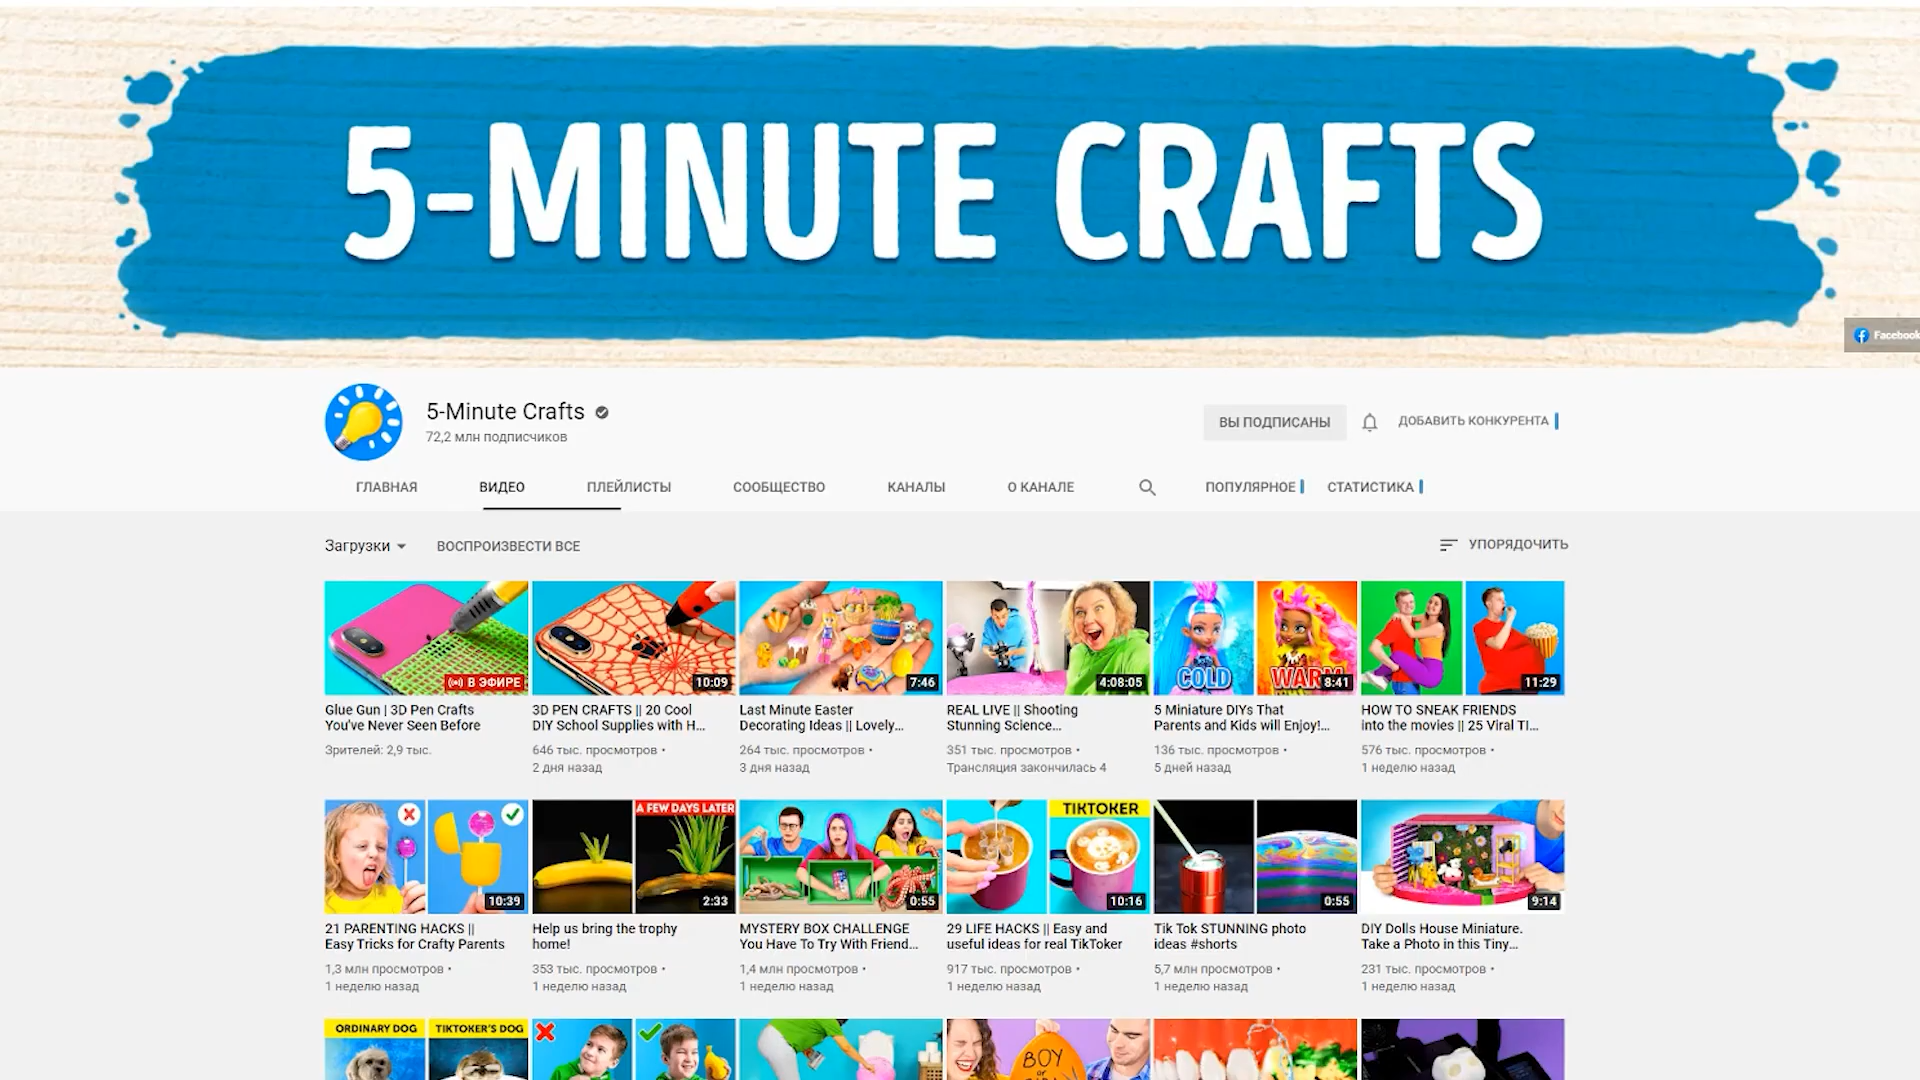 5-MINUTE CRAFTS
Facebook
5-Minute Crafts
72,2 млн подписчиков
ВЫ ПОДПИСАНЫ
ДОБАВИТЬ КОНКУРЕНТА
ГЛАВНАЯ ВИДЕО ПЛЕЙЛИСТЫ СООБЩЕСТВО КАНАЛЫ О КАНАЛЕ ПОПУЛЯРНОЕ СТАТИСТИКА
Загрузки ВОСПРОИЗВЕСТИ ВСЕ УПОРЯДОЧИТЬ
В ЭФИРЕ
Glue Gun | 3D Pen Crafts
You've Never Seen Before
Зрителей: 2,9 тыс.
10:09
3D PEN CRAFTS || 20 Cool
DIY School Supplies with H...
646 тыс. просмотров •
2 дня назад
7:46
Last Minute Easter
Decorating Ideas || Lovely...
264 тыс. просмотров •
3 дня назад
4:08:05
REAL LIVE || Shooting
Stunning Science...
351 тыс. просмотров •
Трансляция закончилась 4
COLD
WARM
8:41
5 Miniature DIYs That
Parents and Kids will Enjoy!...
136 тыс. просмотров •
5 дней назад
11:29
HOW TO SNEAK FRIENDS
into the movies || 25 Viral TI...
576 тыс. просмотров •
1 неделю назад
10:39
21 PARENTING HACKS ||
Easy Tricks for Crafty Parents
1,3 млн просмотров •
1 неделю назад
A FEW DAYS LATER
2:33
Help us bring the trophy
home!
353 тыс. просмотров •
1 неделю назад
0:55
MYSTERY BOX CHALLENGE
You Have To Try With Friend...
1,4 млн просмотров •
1 неделю назад
TIKTOKER
10:16
29 LIFE HACKS || Easy and
useful ideas for real TikToker
917 тыс. просмотров •
1 неделю назад
0:55
Tik Tok STUNNING photo
ideas #shorts
5,7 млн просмотров •
1 неделю назад
9:14
DIY Dolls House Miniature.
Take a Photo in this Tiny...
231 тыс. просмотров •
1 неделю назад
ORDINARY DOG
TIKTOKER'S DOG
BOY
or